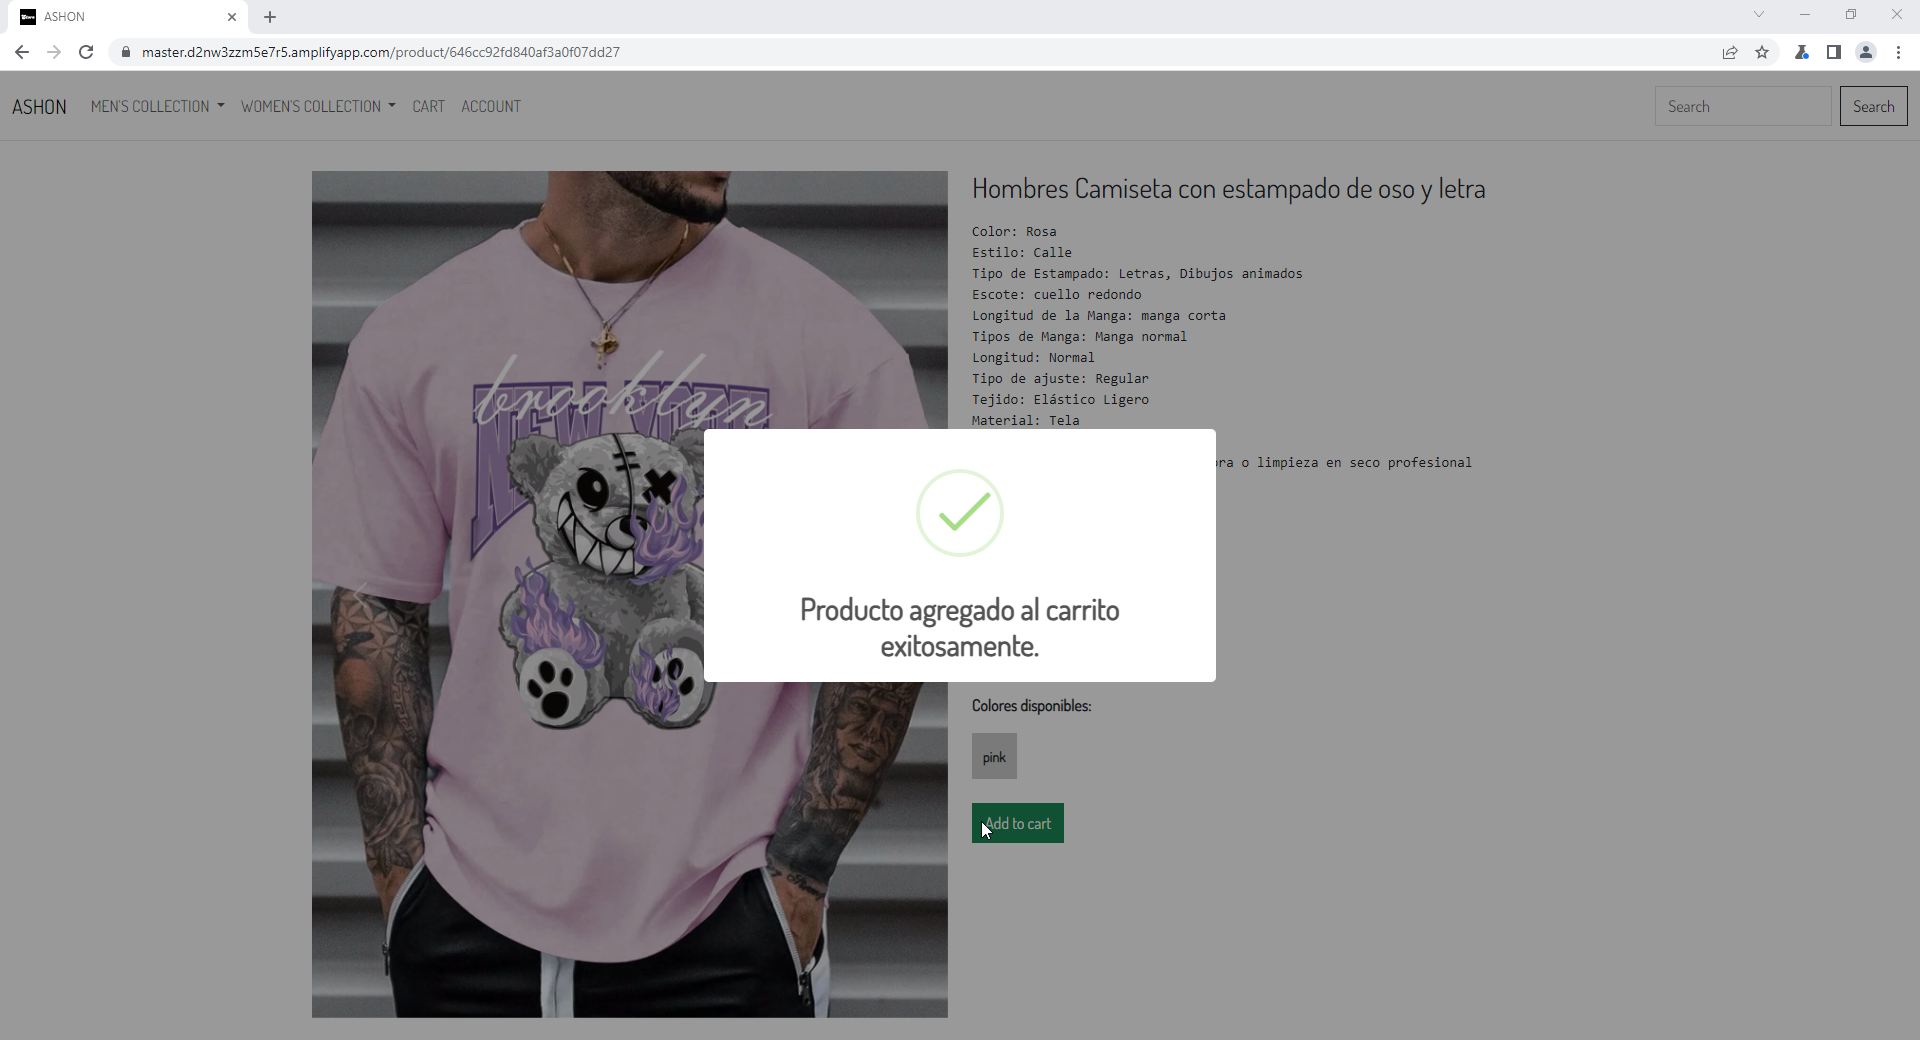 ASHON
master.d2nw3zzm5e7r5.amplifyapp.com/product/646cc92fd840af3a0f07dd27
ASHON MEN'S COLLECTION WOMEN'S COLLECTION CART ACCOUNT Search Search
Hombres Camiseta con estampado de oso y letra
Color: Rosa
Estilo: Calle
Tipo de Estampado: Letras, Dibujos animados
Escote: cuello redondo
Longitud de la Manga: manga corta
Tipos de Manga: Manga normal
Longitud: Normal
Tipo de ajuste: Regular
Tejido: Elástico Ligero
Material: Tela
o limpieza en seco profesional
brooklyn
NEW YORK
Producto agregado al carrito
exitosamente.
Colores disponibles:
pink
Add to cart